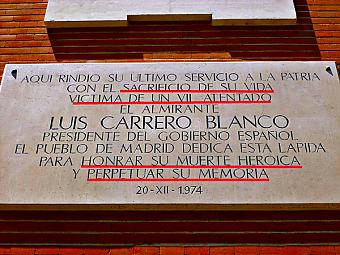 AQUI RINDIO SU ULTIMO SERVICIO A LA PATRIA
CON EL SACRIFICIO DE SU VIDA
VICTIMA DE UN VIL ATENTADO
EL ALMIRANTE
LUIS CARRERO BLANCO
PRESIDENTE DEL GOBIERNO ESPAÑOL
EL PUEBLO DE MADRID DEDICA ESTA LAPIDA
PARA HONRAR SU MUERTE HEROICA
Y PERPETUAR SU MEMORIA
20-XII-1.974